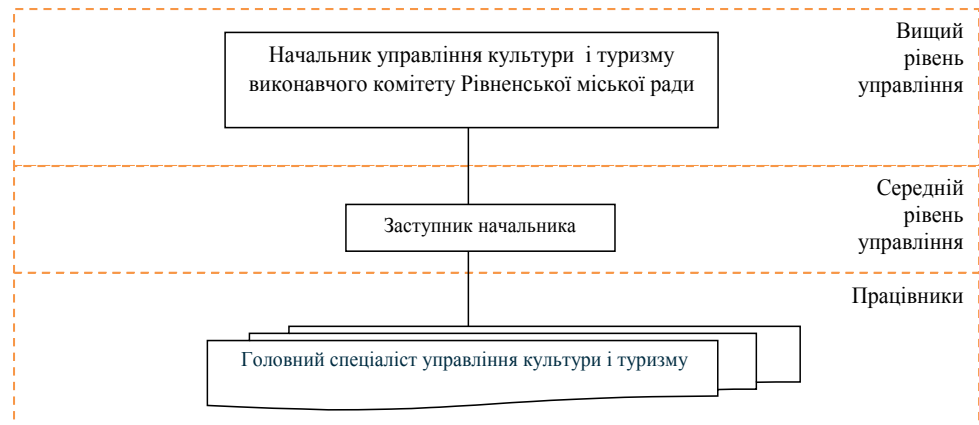 Начальник управління культури і туризму
виконавчого комітету Рівненської міської ради
Вищий
рівень
управління
Заступник начальника
Середній
рівень
управління
Працівники
Головний спеціаліст управління культури і туризму